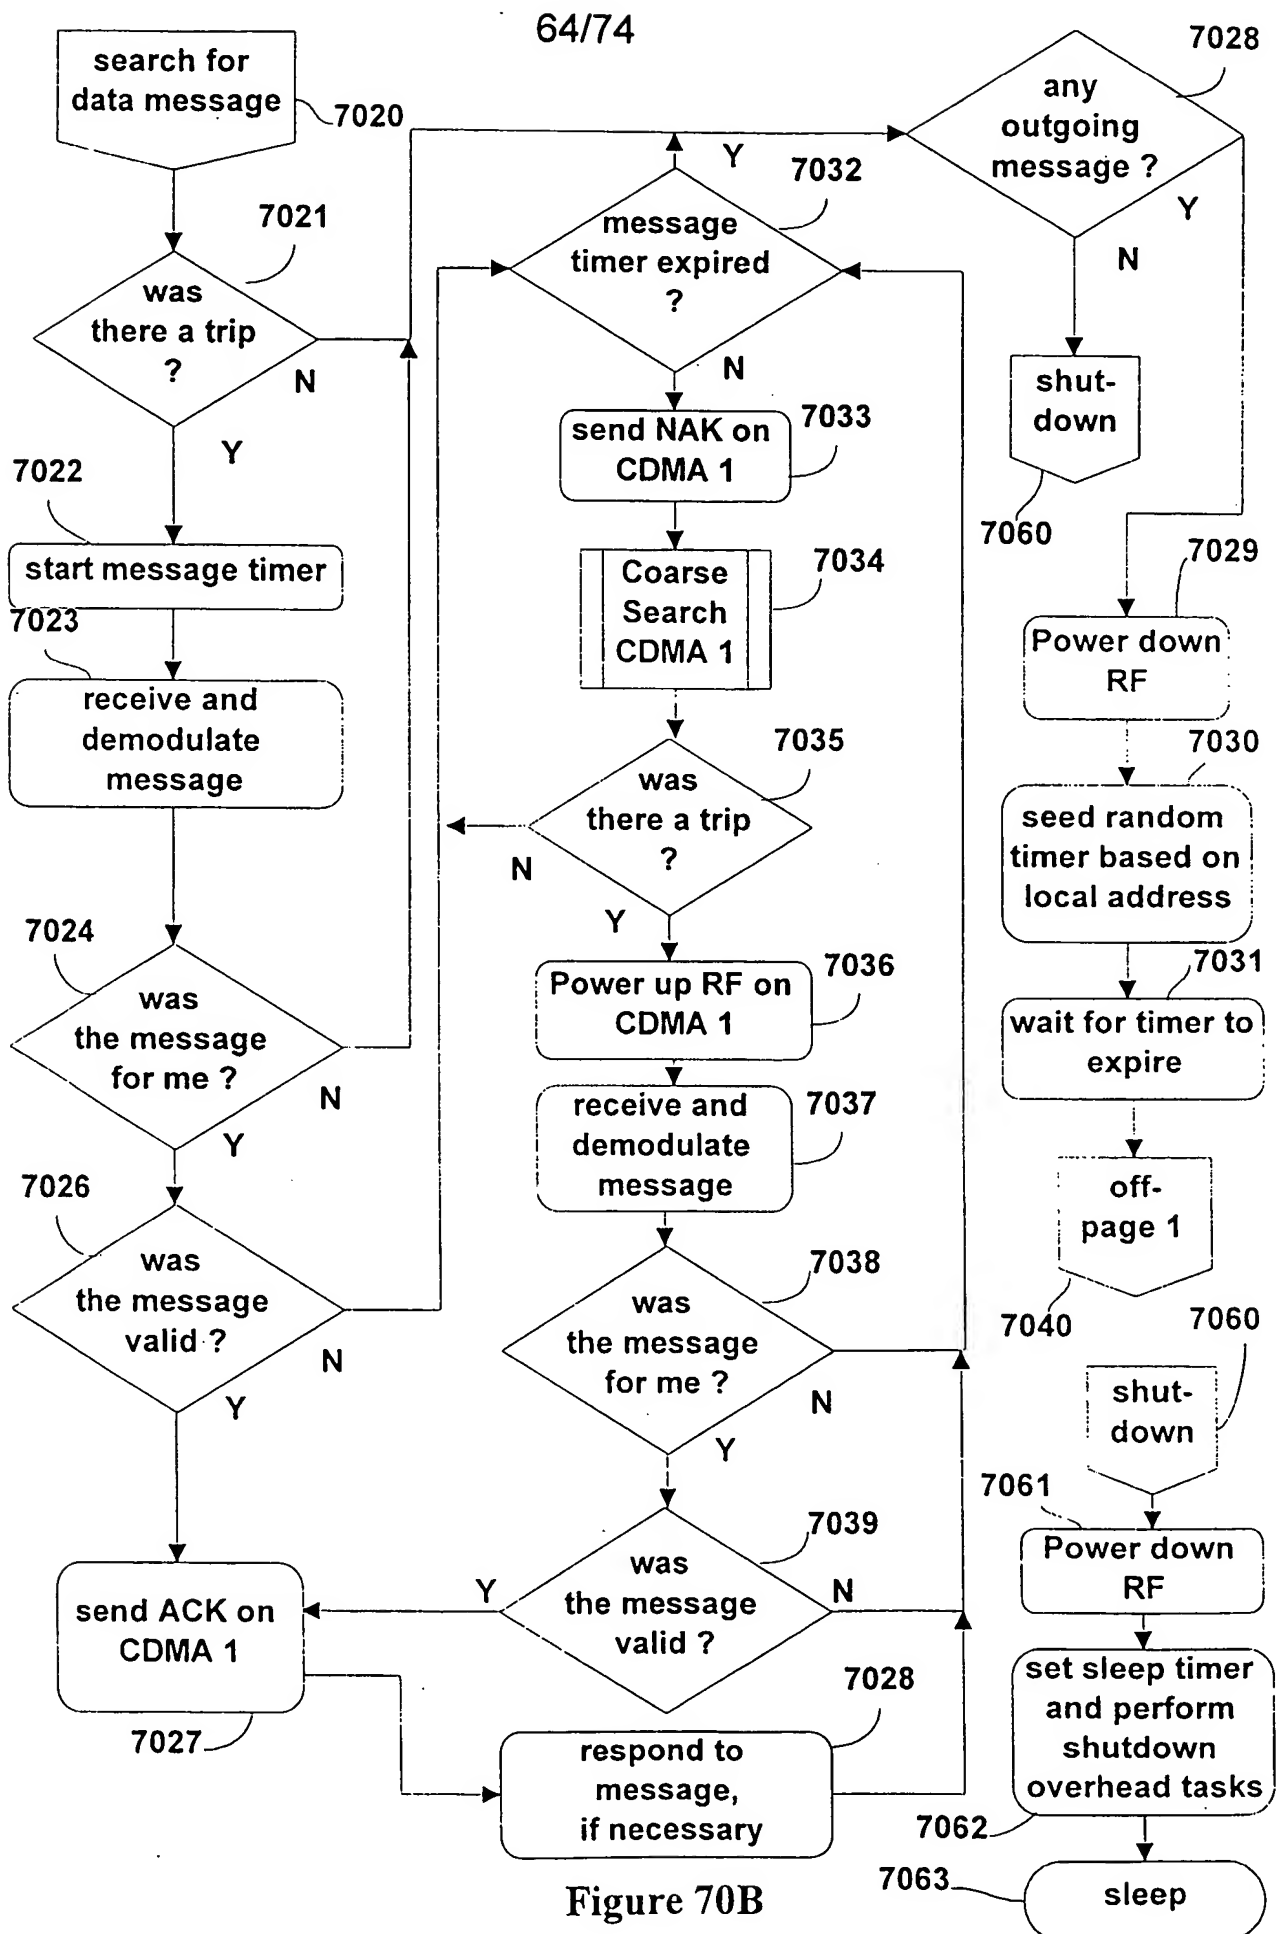 64/74
search for
data message
7020
7021
was
there a trip
?
N
Y
7022
start message timer
7023
receive and
demodulate
message
7024
was
the message
for me ?
N
Y
7026
was
the message
valid ?
N
Y
send ACK on
CDMA 1
7027
Y
7032
message
timer expired
?
N
send NAK on
CDMA 1
7033
Coarse
Search
CDMA 1
7034
7035
was
there a trip
?
N
Y
Power up RF on
CDMA 1
7036
receive and
demodulate
message
7037
7038
was
the message
for me ?
N
Y
7039
was
the message
valid ?
Y
N
7028
respond to
message,
if necessary
7028
any
outgoing
message ?
Y
N
shut-
down
7060
7029
Power down
RF
7030
seed random
timer based on
local address
7031
wait for timer to
expire
off-
page 1
7040
7060
shut-
down
7061
Power down
RF
set sleep timer
and perform
shutdown
overhead tasks
7062
7063
sleep
Figure 70B